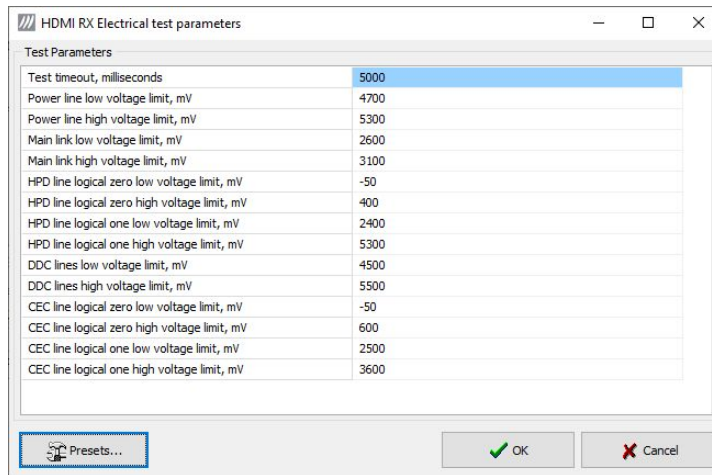 HDMI RX Electrical test parameters
Test Parameters
Test timeout, milliseconds 5000
Power line low voltage limit, mV 4700
Power line high voltage limit, mV 5300
Main link low voltage limit, mV 2600
Main link high voltage limit, mV 3100
HPD line logical zero low voltage limit, mV -50
HPD line logical zero high voltage limit, mV 400
HPD line logical one low voltage limit, mV 2400
HPD line logical one high voltage limit, mV 5300
DDC lines low voltage limit, mV 4500
DDC lines high voltage limit, mV 5500
CEC line logical zero low voltage limit, mV -50
CEC line logical zero high voltage limit, mV 600
CEC line logical one low voltage limit, mV 2500
CEC line logical one high voltage limit, mV 3600
Presets... OK Cancel